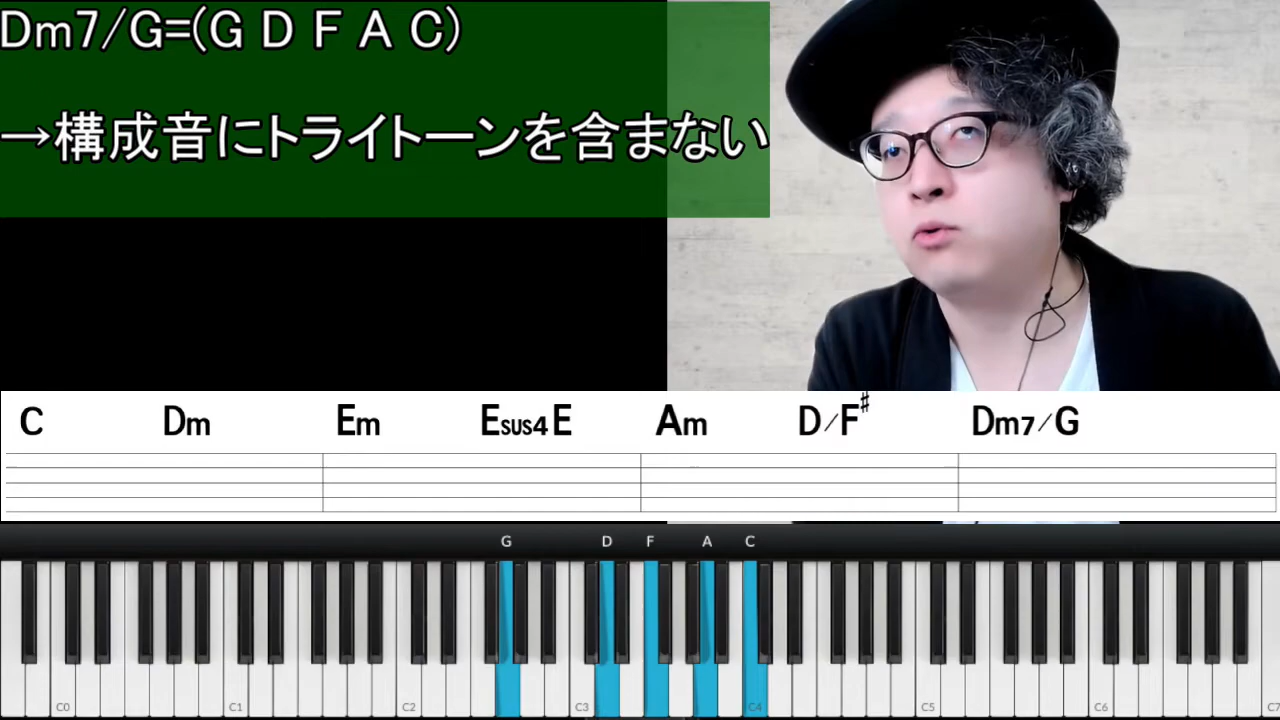 Dm7/G=(G D F A C)
→構成音にトライトーンを含まない
C Dm Em Esus4 E Am D/F♯ Dm7/G
G D F A C
C0 C1 C2 C3 C4 C5 C6 C7